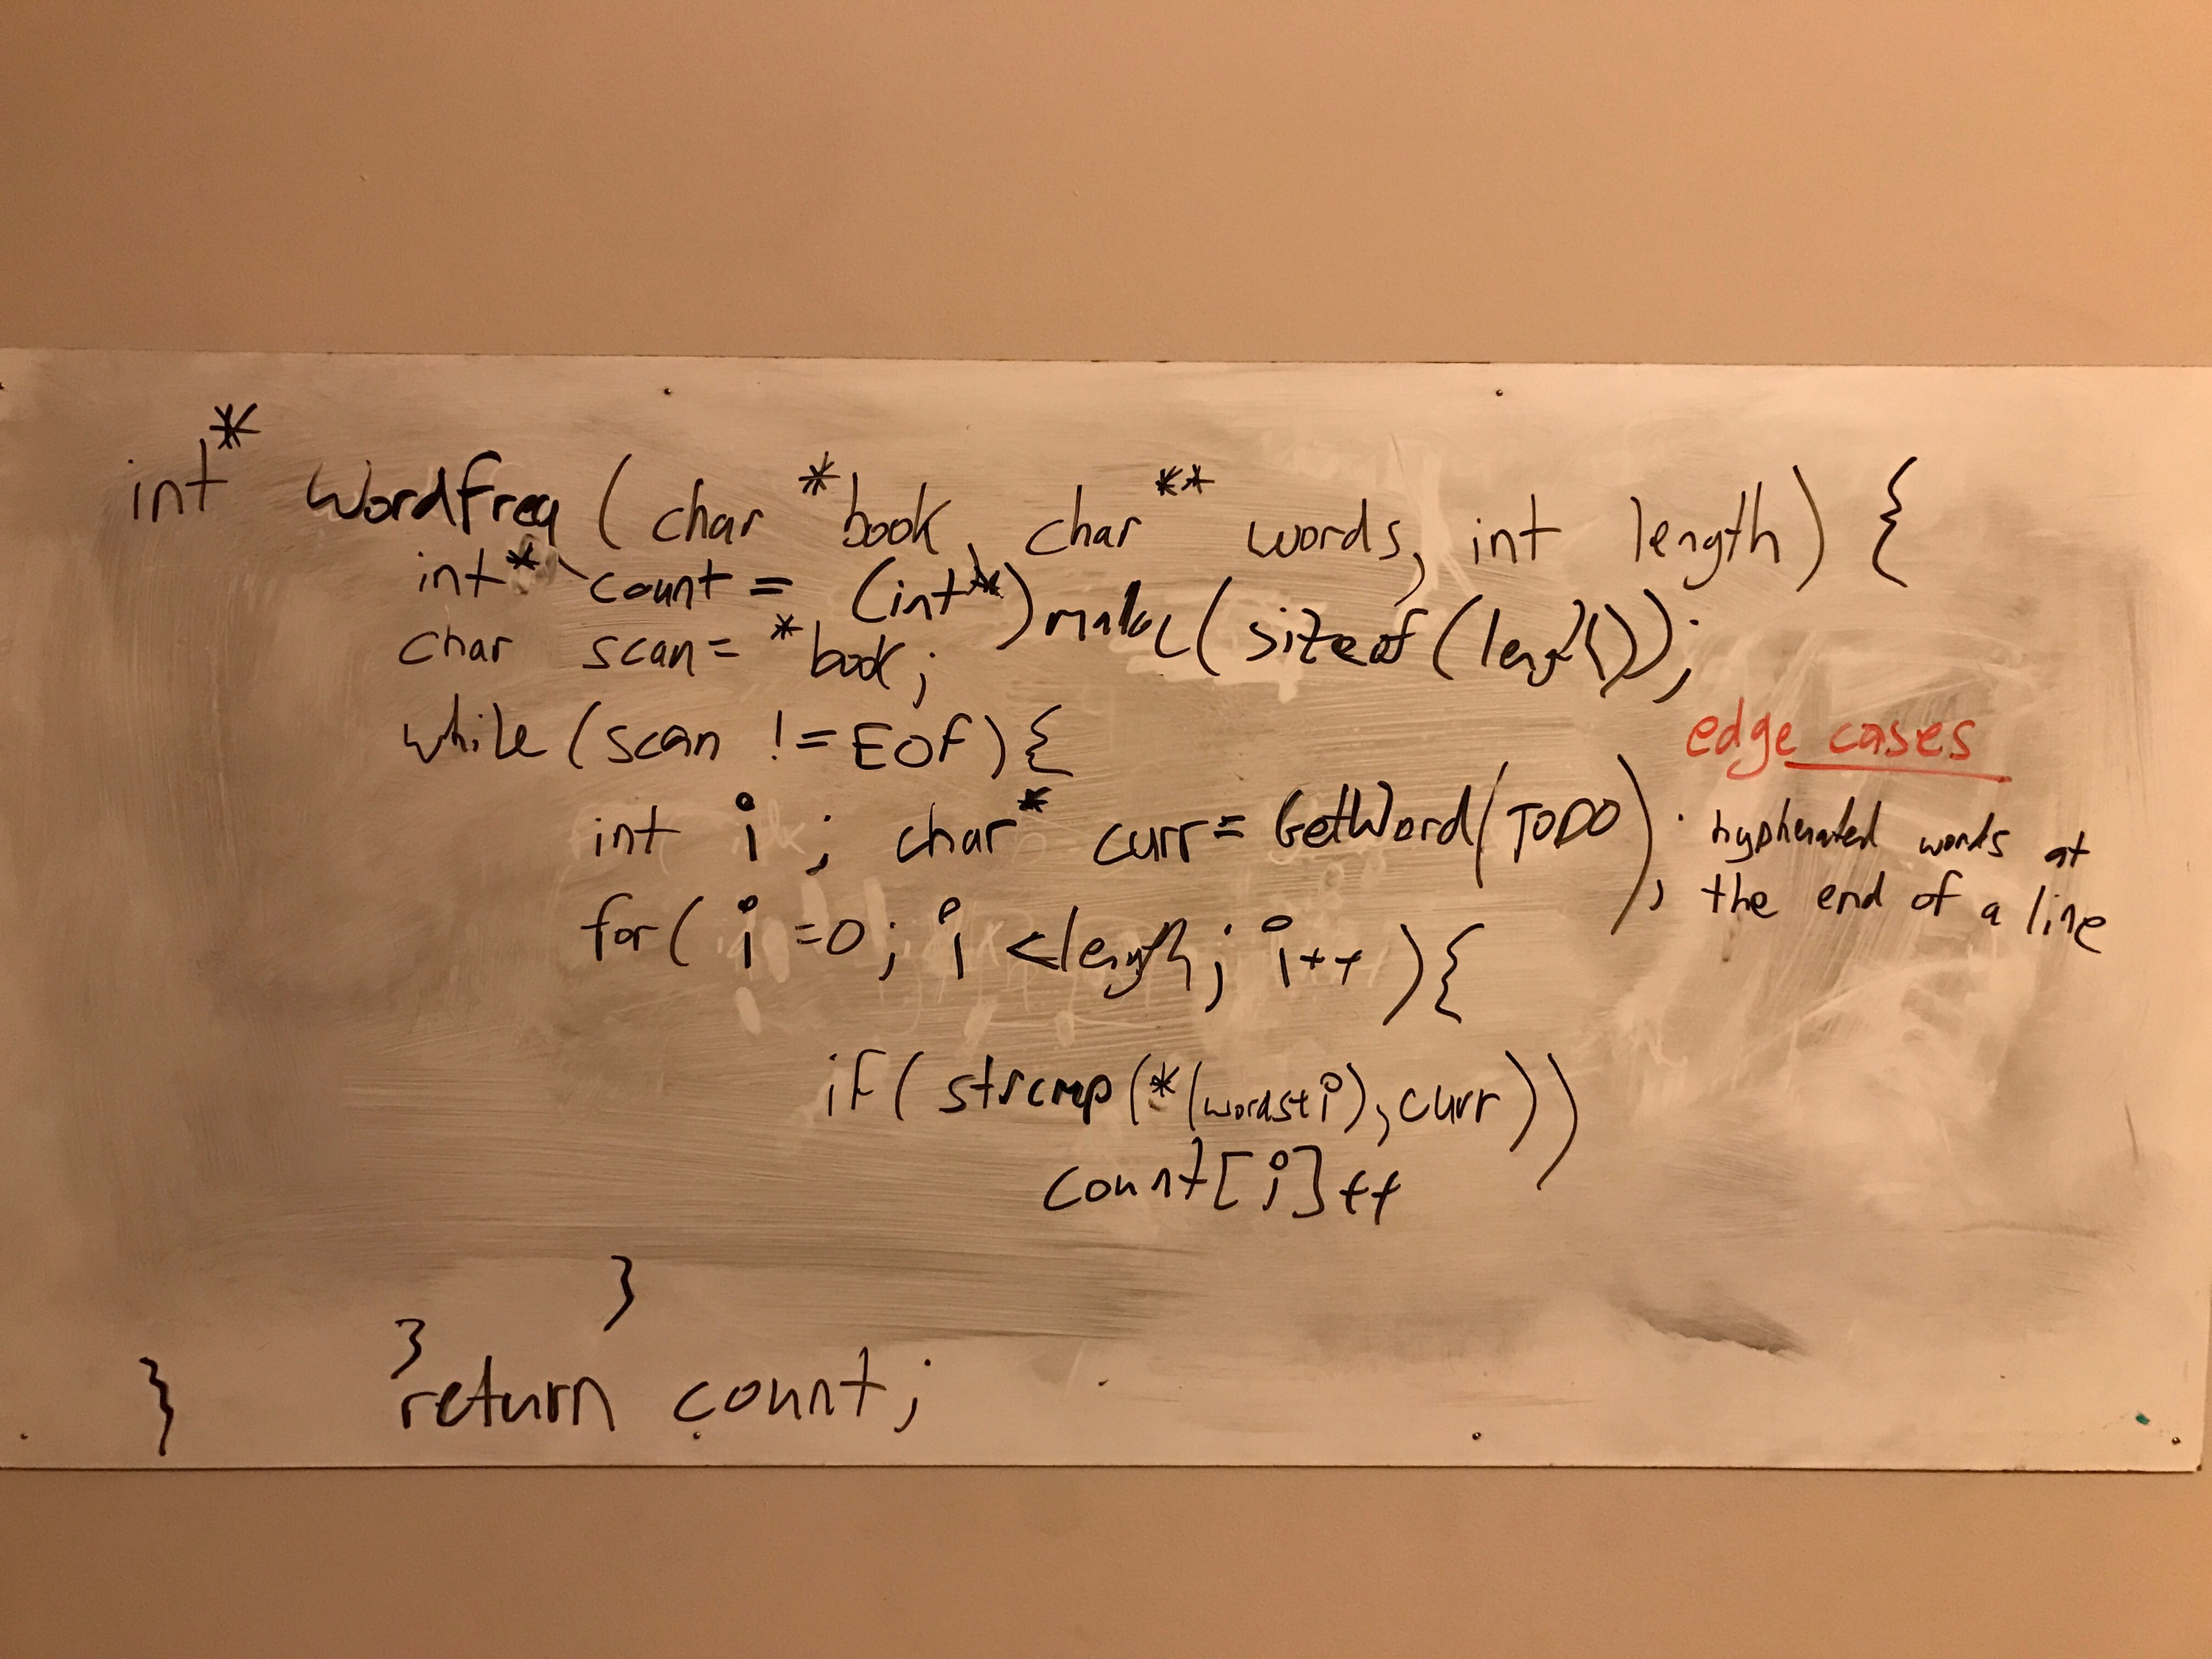 int* Wordfreq (char *book, char** words, int length) {
int* count = (int*)malloc(sizeof(length));
char scan= *book;
while (scan != EOF) {
edge cases
int i ; char* curr= GetWord(TODO);
· hyphenated words at
the end of a line
for( i =0; i <length; i++ ){
if( strcmp(*(words+i),curr))
count[i]++
}
}
return count;
}